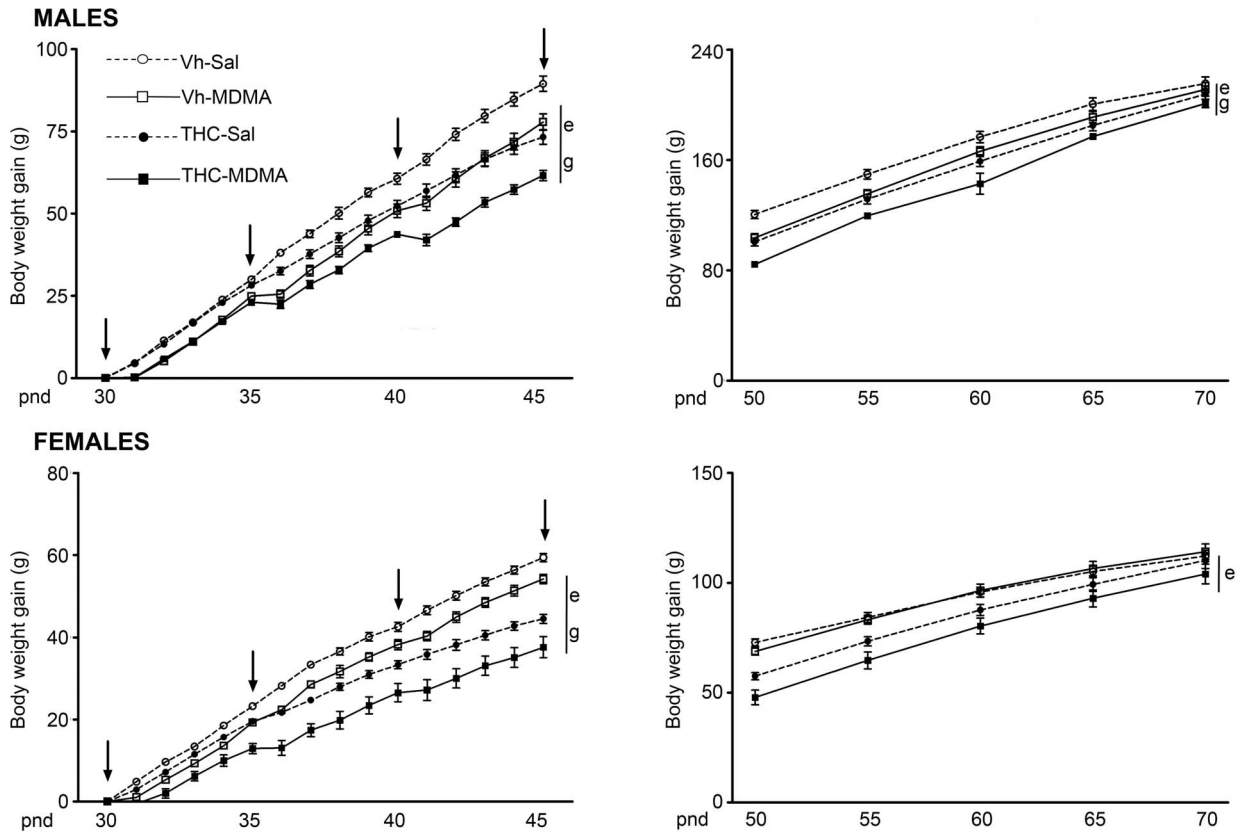 MALES
Body weight gain (g)
100
75
50
25
0
Vh-Sal
Vh-MDMA
THC-Sal
THC-MDMA
e
g
pnd 30 35 40 45
Body weight gain (g)
240
160
80
0
e
g
pnd 50 55 60 65 70
FEMALES
Body weight gain (g)
80
60
40
20
0
e
g
pnd 30 35 40 45
Body weight gain (g)
150
100
50
0
e
pnd 50 55 60 65 70